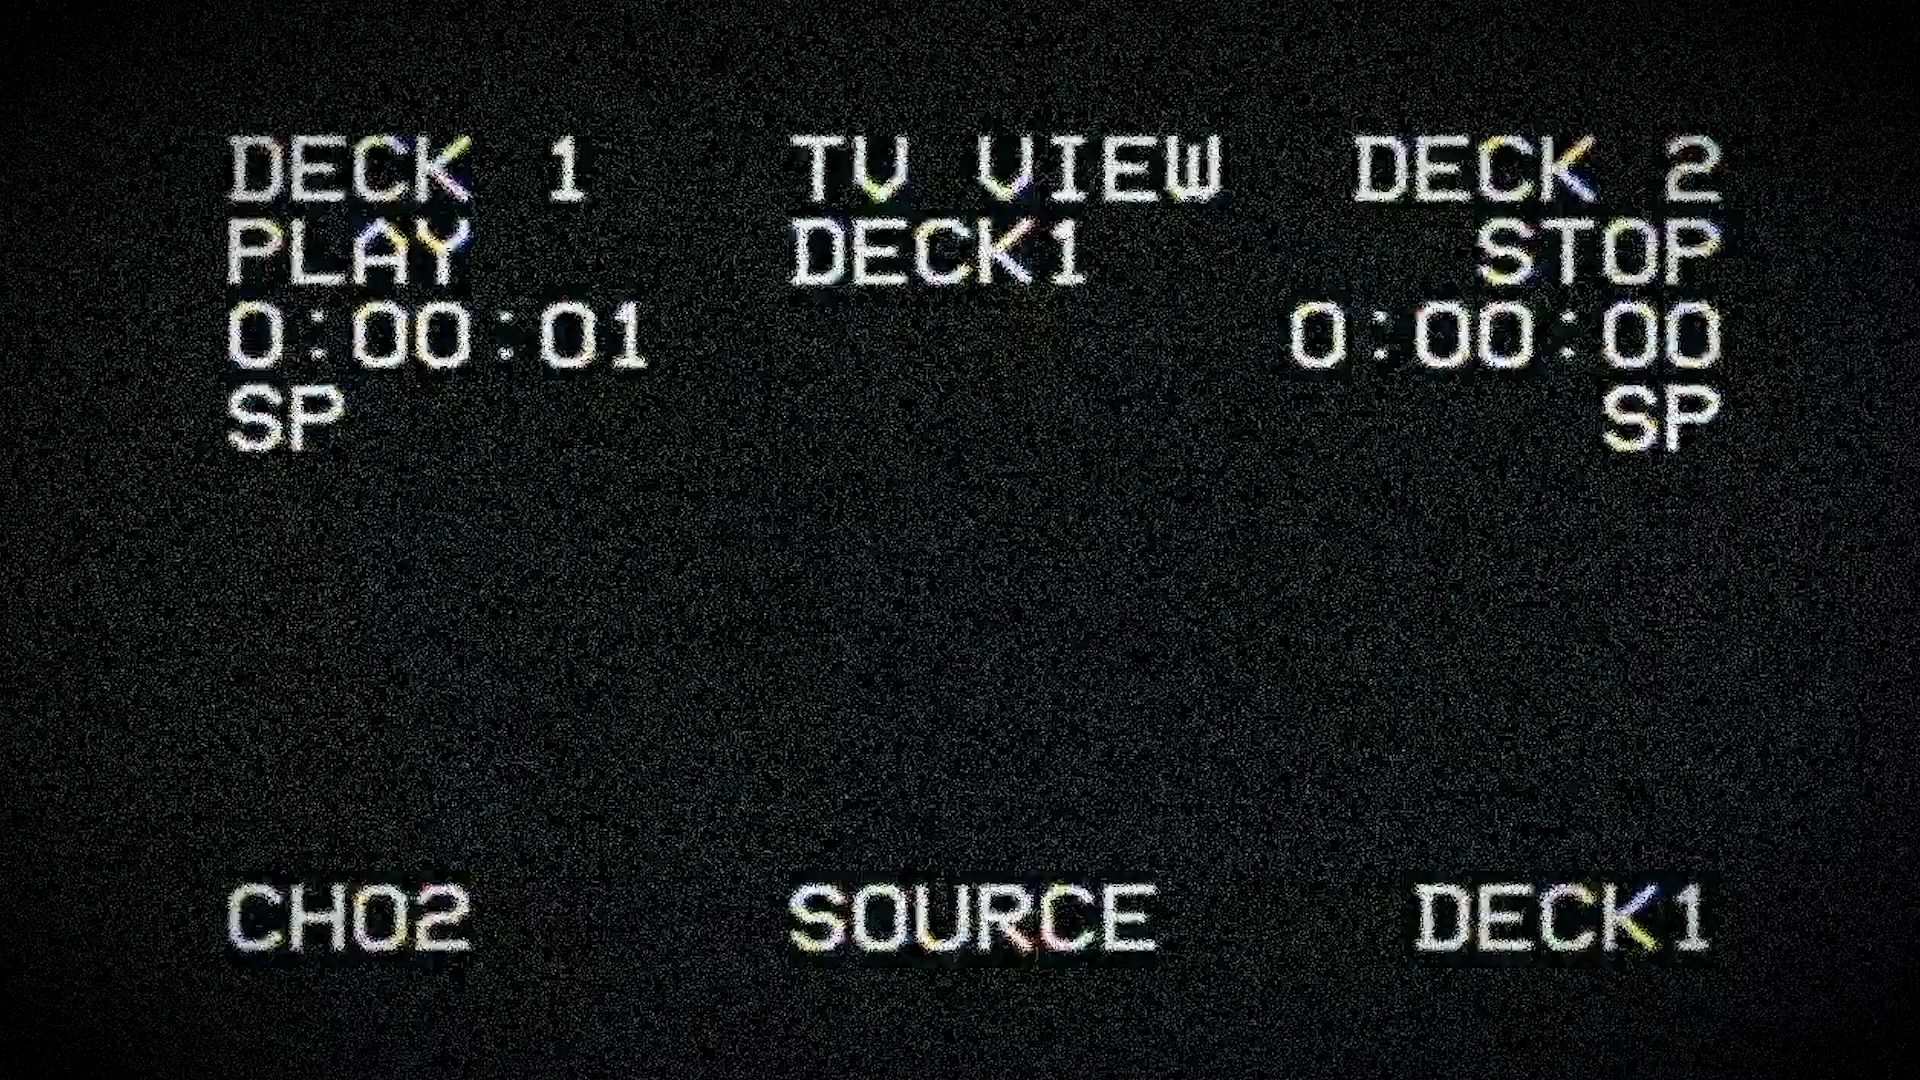 DECK 1 TV VIEW DECK 2
PLAY DECK1 STOP
0:00:01 0:00:00
SP SP
CH02 SOURCE DECK1